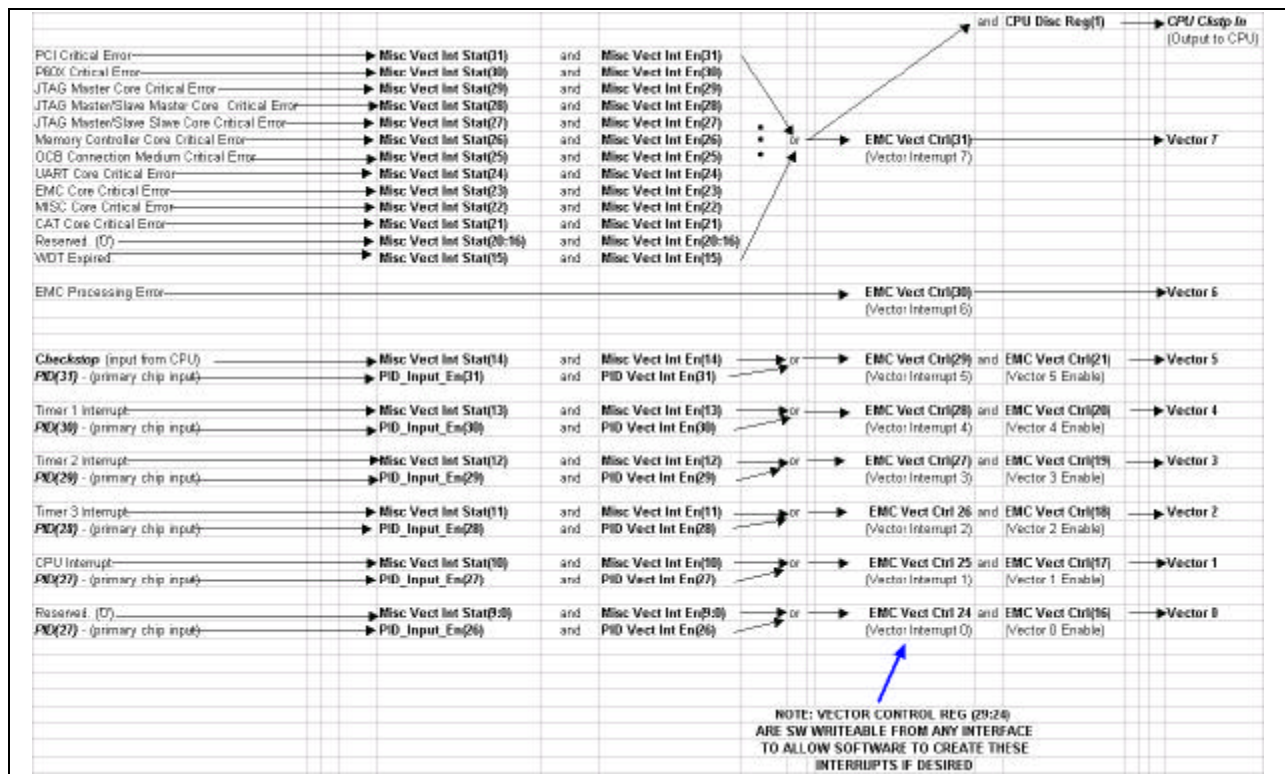 and CPU Disc Reg(1) CPU Ckstp In
(Output to CPU)
PCI Critical Error Misc Vect Int Stat(31) and Misc Vect Int En(31)
P60X Critical Error Misc Vect Int Stat(30) and Misc Vect Int En(30)
JTAG Master Core Critical Error Misc Vect Int Stat(29) and Misc Vect Int En(29)
JTAG Master/Slave Master Core Critical Error Misc Vect Int Stat(28) and Misc Vect Int En(28)
JTAG Master/Slave Slave Core Critical Error Misc Vect Int Stat(27) and Misc Vect Int En(27)
Memory Controller Core Critical Error Misc Vect Int Stat(26) and Misc Vect Int En(26) or EMC Vect Ctrl(31) Vector 7
OCB Connection Medium Critical Error Misc Vect Int Stat(25) and Misc Vect Int En(25) (Vector Interrupt 7)
UART Core Critical Error Misc Vect Int Stat(24) and Misc Vect Int En(24)
EMC Core Critical Error Misc Vect Int Stat(23) and Misc Vect Int En(23)
MISC Core Critical Error Misc Vect Int Stat(22) and Misc Vect Int En(22)
CAT Core Critical Error Misc Vect Int Stat(21) and Misc Vect Int En(21)
Reserved. ('0') Misc Vect Int Stat(20:16) and Misc Vect Int En(20:16)
WDT Expired. Misc Vect Int Stat(15) and Misc Vect Int En(15)
EMC Processing Error EMC Vect Ctrl(30) Vector 6
(Vector Interrupt 6)
Checkstop (input from CPU) Misc Vect Int Stat(14) and Misc Vect Int En(14) or EMC Vect Ctrl(29) and EMC Vect Ctrl(21) Vector 5
PID(31) - (primary chip input) PID_Input_En(31) and PID Vect Int En(31) (Vector Interrupt 5) (Vector 5 Enable)
Timer 1 Interrupt. Misc Vect Int Stat(13) and Misc Vect Int En(13) or EMC Vect Ctrl(28) and EMC Vect Ctrl(20) Vector 4
PID(30) - (primary chip input) PID_Input_En(30) and PID Vect Int En(30) (Vector Interrupt 4) (Vector 4 Enable)
Timer 2 Interrupt. Misc Vect Int Stat(12) and Misc Vect Int En(12) or EMC Vect Ctrl(27) and EMC Vect Ctrl(19) Vector 3
PID(29) - (primary chip input) PID_Input_En(29) and PID Vect Int En(29) (Vector Interrupt 3) (Vector 3 Enable)
Timer 3 Interrupt. Misc Vect Int Stat(11) and Misc Vect Int En(11) or EMC Vect Ctrl 26 and EMC Vect Ctrl(18) Vector 2
PID(28) - (primary chip input) PID_Input_En(28) and PID Vect Int En(28) (Vector Interrupt 2) (Vector 2 Enable)
CPU Interrupt. Misc Vect Int Stat(10) and Misc Vect Int En(10) or EMC Vect Ctrl 25 and EMC Vect Ctrl(17) Vector 1
PID(27) - (primary chip input) PID_Input_En(27) and PID Vect Int En(27) (Vector Interrupt 1) (Vector 1 Enable)
Reserved. ('0'). Misc Vect Int Stat(9:0) and Misc Vect Int En(9:0) or EMC Vect Ctrl 24 and EMC Vect Ctrl(16) Vector 0
PID(27) - (primary chip input) PID_Input_En(26) and PID Vect Int En(26) (Vector Interrupt 0) (Vector 0 Enable)
NOTE: VECTOR CONTROL REG (29:24)
ARE SW WRITEABLE FROM ANY INTERFACE
TO ALLOW SOFTWARE TO CREATE THESE
INTERRUPTS IF DESIRED